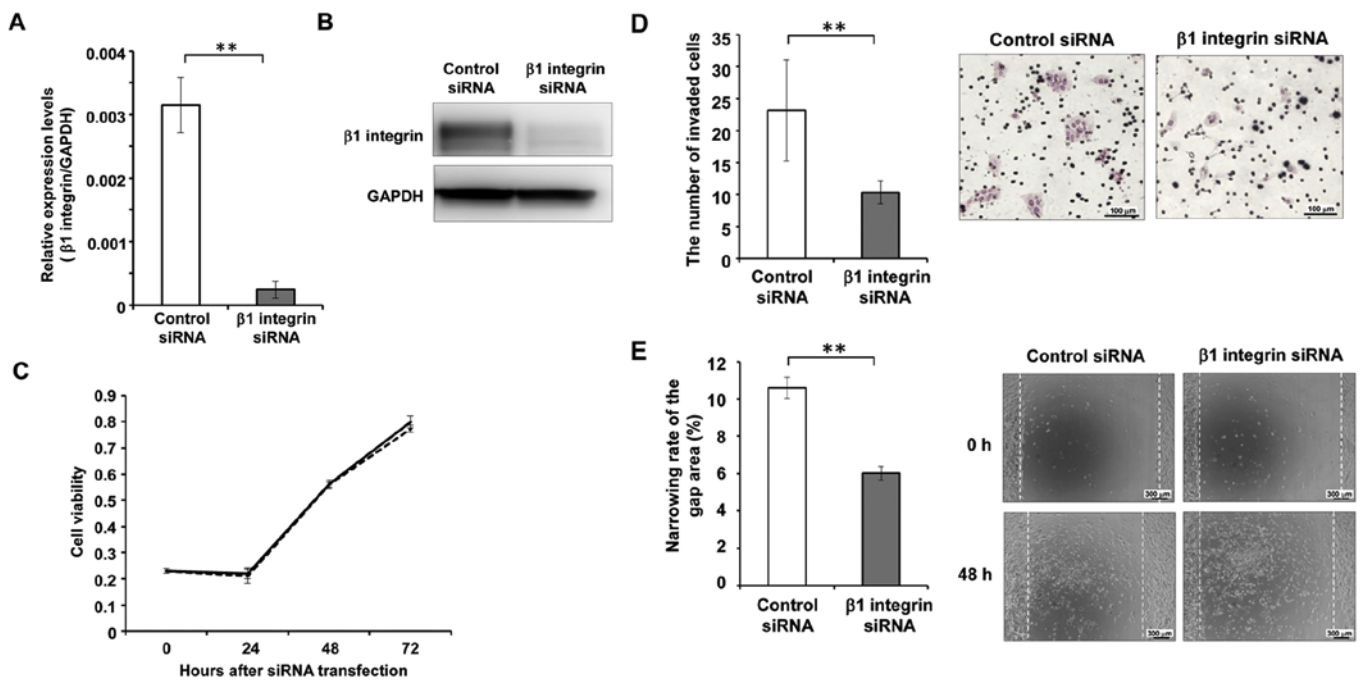 A
**
0.004
0.003
0.002
0.001
0
Relative expression levels
( β1 integrin/GAPDH)
Control
siRNA
β1 integrin
siRNA
B
Control
siRNA
β1 integrin
siRNA
β1 integrin
GAPDH
C
0.9
0.8
0.7
0.6
0.5
0.4
0.3
0.2
0.1
0
Cell viability
0
24
48
72
Hours after siRNA transfection
D
**
35
30
25
20
15
10
5
0
The number of invaded cells
Control
siRNA
β1 integrin
siRNA
Control siRNA
β1 integrin siRNA
100 μm
100 μm
E
**
12
10
8
6
4
2
0
Narrowing rate of the
gap area (%)
Control
siRNA
β1 integrin
siRNA
Control siRNA
β1 integrin siRNA
0 h
300 μm
300 μm
48 h
300 μm
300 μm